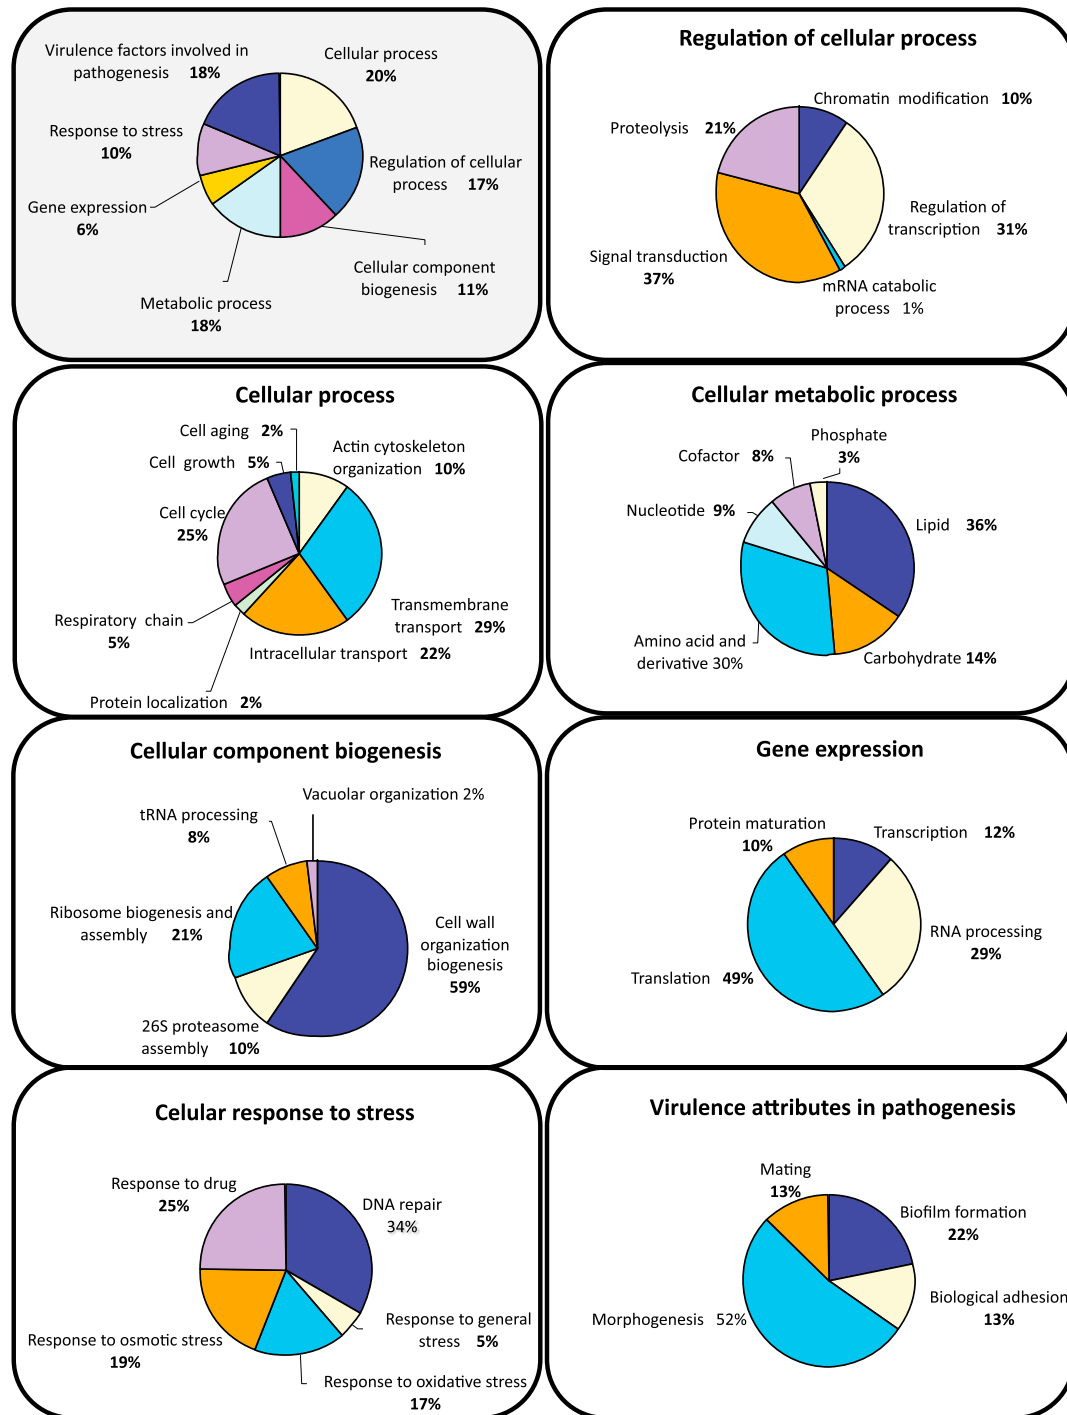 Virulence factors involved in
pathogenesis 18%
Cellular process
20%
Response to stress
10%
Regulation of cellular
process 17%
Gene expression
6%
Cellular component
biogenesis 11%
Metabolic process
18%
Regulation of cellular process
Chromatin modification 10%
Proteolysis 21%
Regulation of
transcription 31%
Signal transduction
37%
mRNA catabolic
process 1%
Cellular process
Cell aging 2%
Actin cytoskeleton
organization 10%
Cell growth 5%
Cell cycle
25%
Transmembrane
transport 29%
Respiratory chain
5%
Intracellular transport 22%
Protein localization 2%
Cellular metabolic process
Phosphate
3%
Cofactor 8%
Nucleotide 9%
Lipid 36%
Amino acid and
derivative 30%
Carbohydrate 14%
Cellular component biogenesis
Vacuolar organization 2%
tRNA processing
8%
Ribosome biogenesis and
assembly 21%
Cell wall
organization
biogenesis
59%
26S proteasome
assembly 10%
Gene expression
Protein maturation
10%
Transcription 12%
RNA processing
29%
Translation 49%
Celular response to stress
Response to drug
25%
DNA repair
34%
Response to general
stress 5%
Response to osmotic stress
19%
Response to oxidative stress
17%
Virulence attributes in pathogenesis
Mating
13%
Biofilm formation
22%
Biological adhesion
13%
Morphogenesis 52%